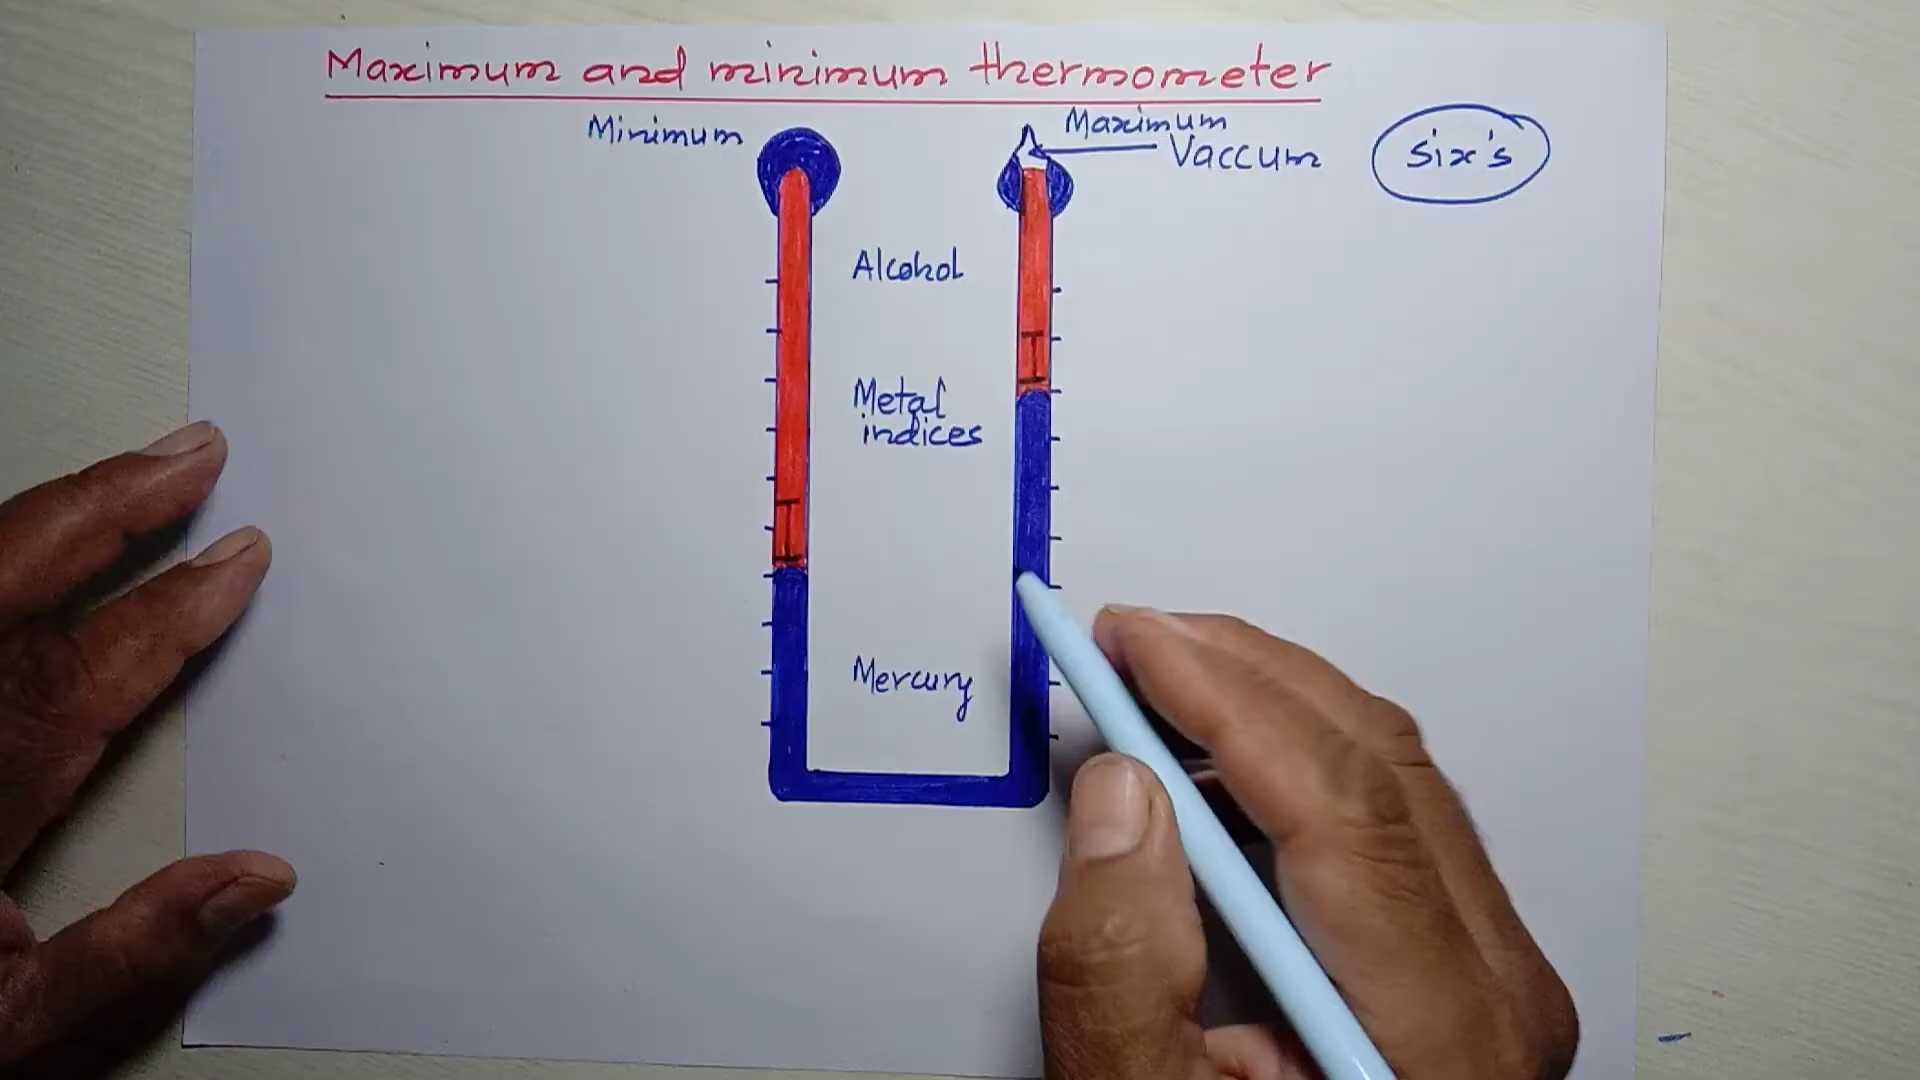 Maximum and minimum thermometer
Minimum
Maximum
Vaccum
six's
Alcohol
Metal
indices
Mercury